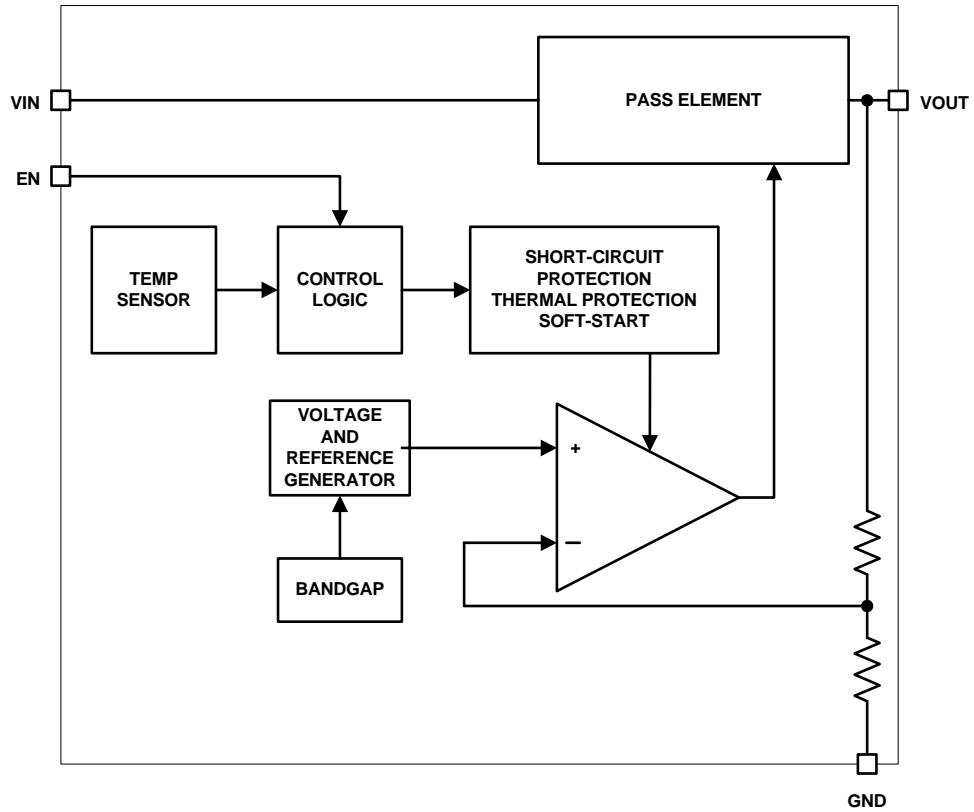 PASS ELEMENT
VIN
VOUT
EN
TEMP
SENSOR
CONTROL
LOGIC
SHORT-CIRCUIT
PROTECTION
THERMAL PROTECTION
SOFT-START
VOLTAGE
AND
REFERENCE
GENERATOR
+
−
BANDGAP
GND